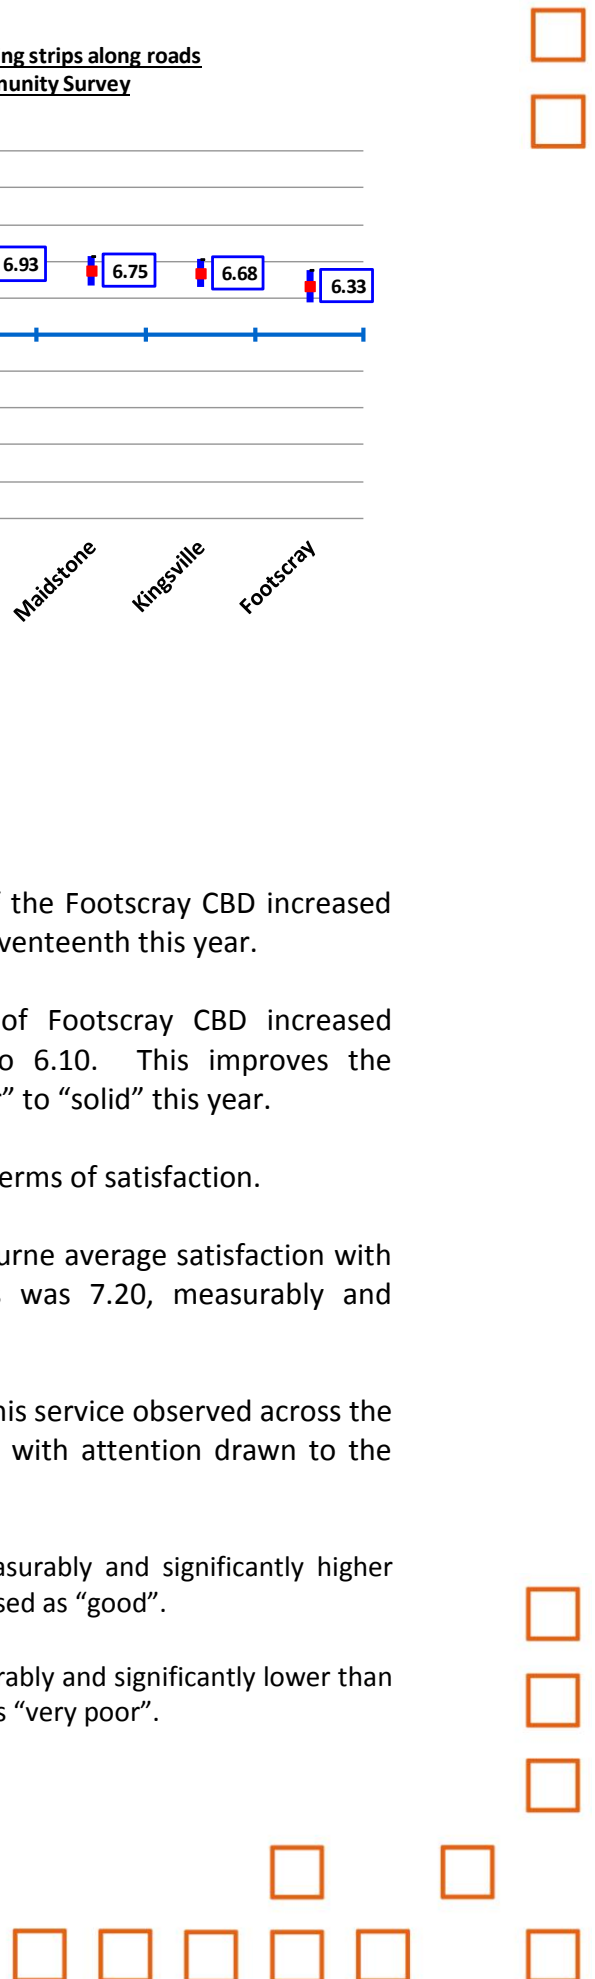 ng strips along roads
munity Survey
6.93
6.75
6.68
6.33
Maidstone
Kingsville
Footscray
the Footscray CBD increased
venteenth this year.
of Footscray CBD increased
o 6.10. This improves the
” to “solid” this year.
erms of satisfaction.
urne average satisfaction with
was 7.20, measurably and
his service observed across the
with attention drawn to the
asurably and significantly higher
sed as “good”.
rably and significantly lower than
s “very poor”.